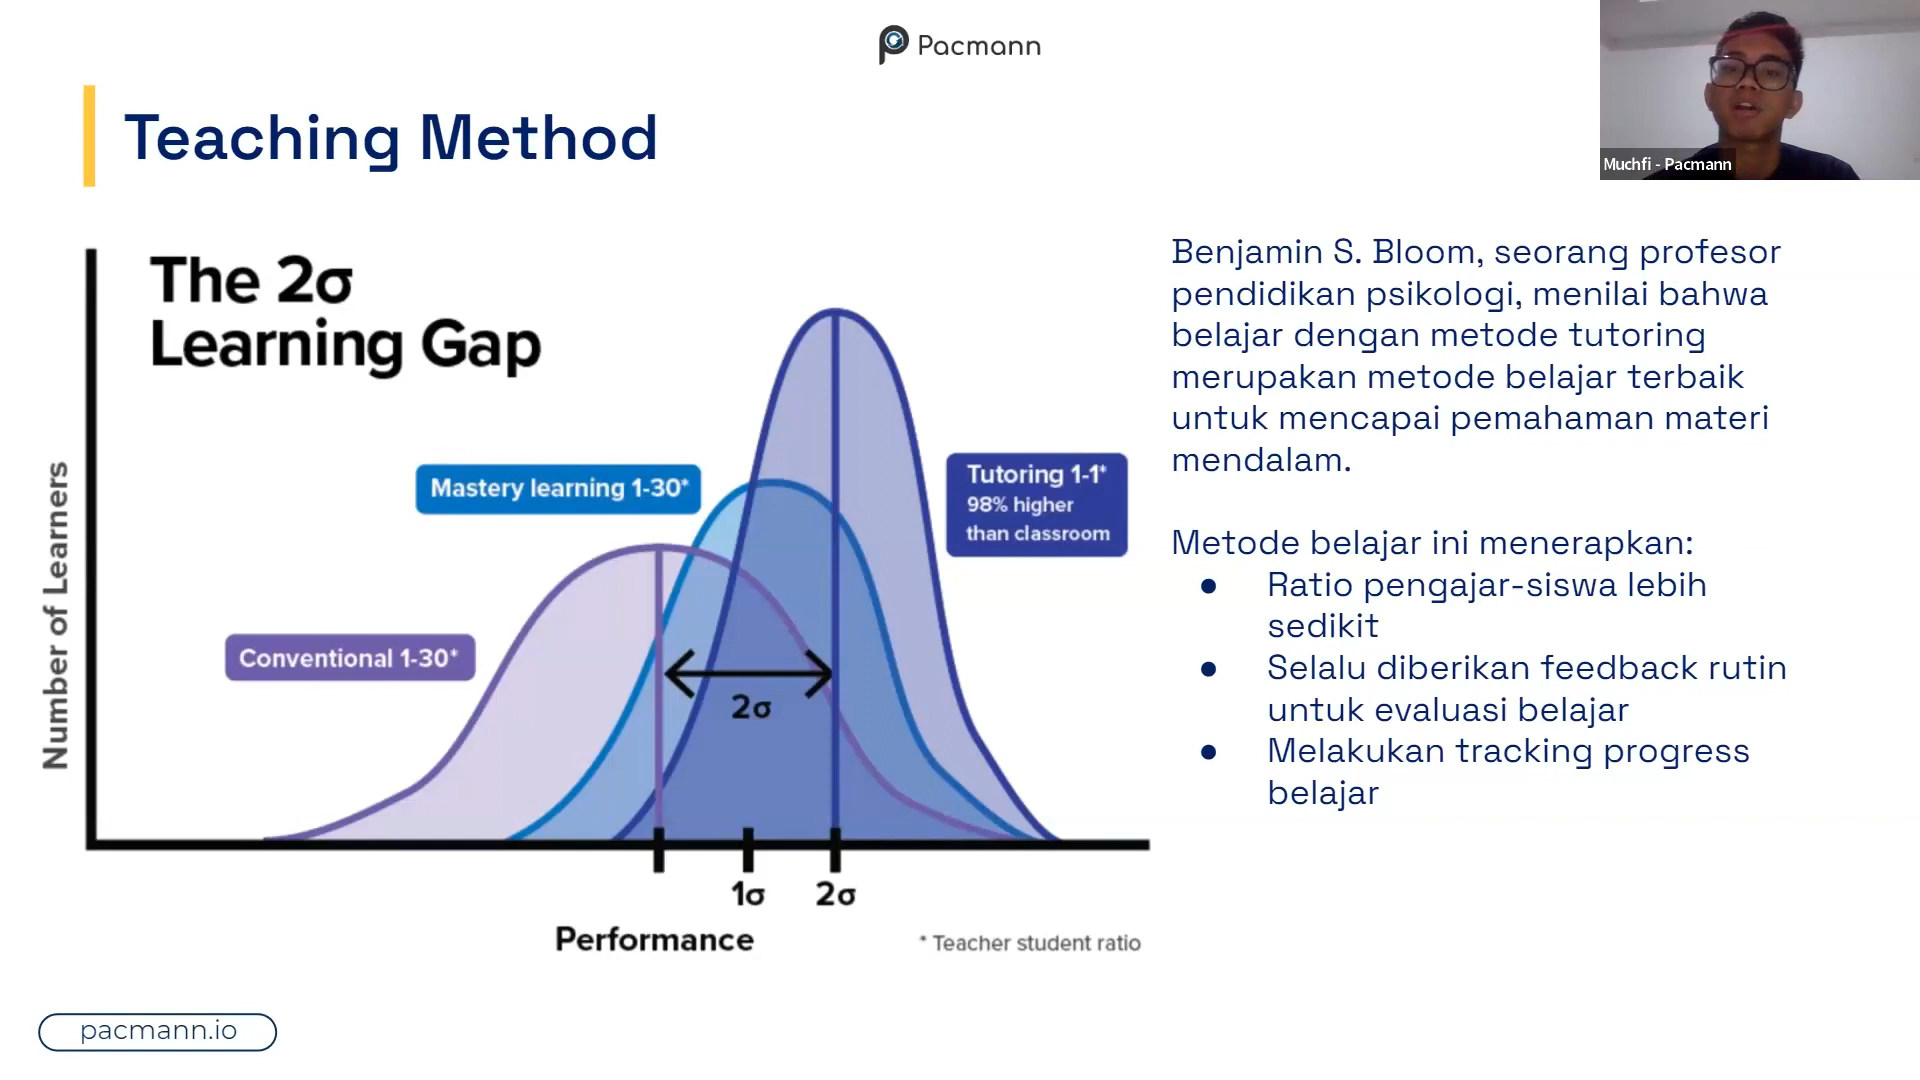 Pacmann
Muchfi - Pacmann
Teaching Method
The 2σ
Learning Gap
Number of Learners
Mastery learning 1-30*
Tutoring 1-1*
98% higher
than classroom
Conventional 1-30*
2σ
1σ
2σ
Performance
* Teacher student ratio
Benjamin S. Bloom, seorang profesor
pendidikan psikologi, menilai bahwa
belajar dengan metode tutoring
merupakan metode belajar terbaik
untuk mencapai pemahaman materi
mendalam.
Metode belajar ini menerapkan:
● Ratio pengajar-siswa lebih
sedikit
● Selalu diberikan feedback rutin
untuk evaluasi belajar
● Melakukan tracking progress
belajar
pacmann.io